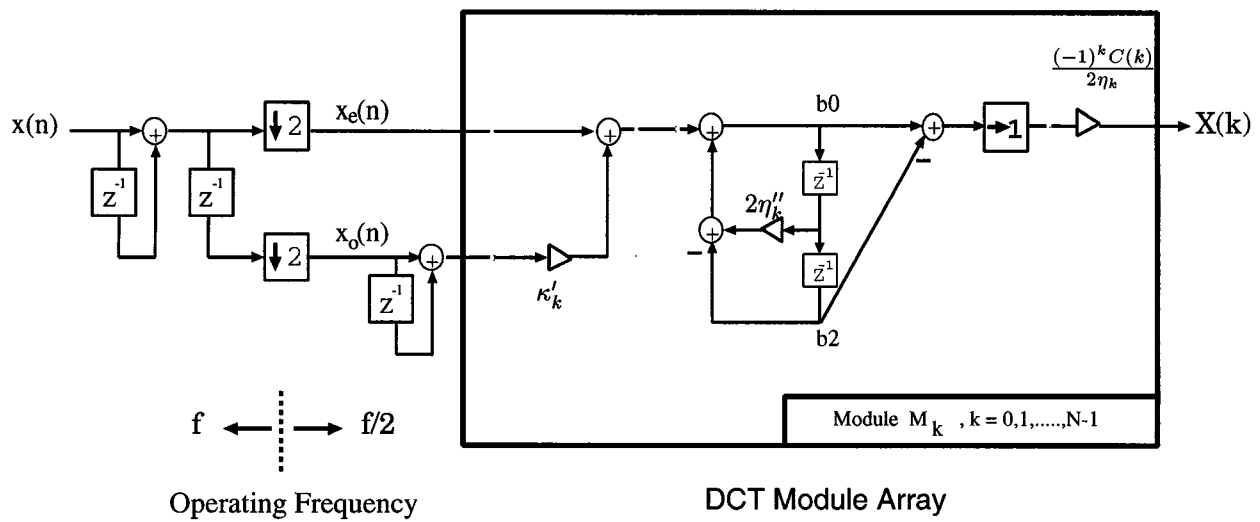 (-1)^k C(k)
2η_k
x(n)
+
↓2
x_e(n)
+
+
b0
+
→1
X(k)
−
z^-1
z^-1
z^-1
+
2η''_k
−
x_o(n)
↓2
+
z^-1
κ'_k
z^-1
b2
f
f/2
Module M_k , k = 0,1,.....,N-1
Operating Frequency
DCT Module Array